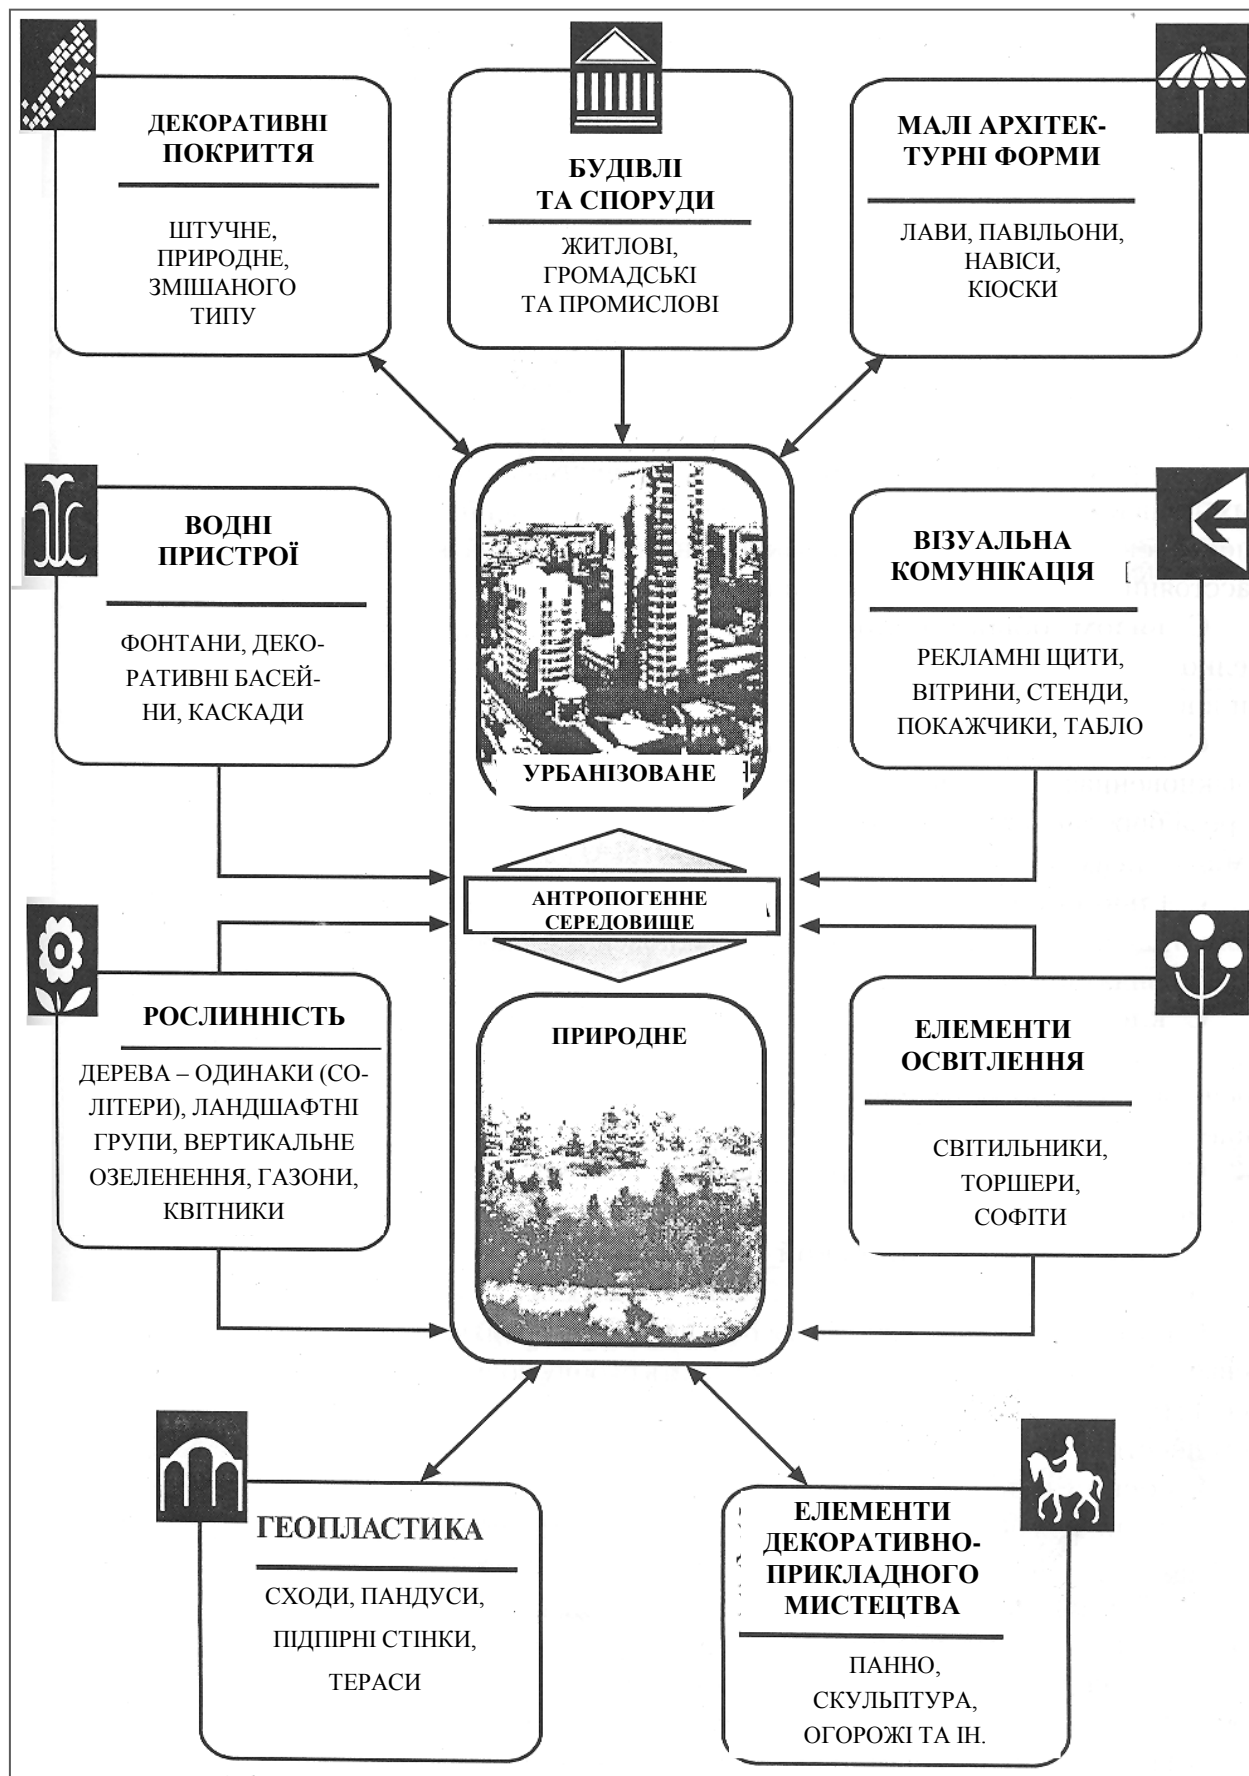 ДЕКОРАТИВНІ
ПОКРИТТЯ
ШТУЧНЕ,
ПРИРОДНЕ,
ЗМІШАНОГО
ТИПУ
БУДІВЛІ
ТА СПОРУДИ
ЖИТЛОВІ,
ГРОМАДСЬКІ
ТА ПРОМИСЛОВІ
МАЛІ АРХІТЕК-
ТУРНІ ФОРМИ
ЛАВИ, ПАВІЛЬОНИ,
НАВІСИ,
КІОСКИ
ВОДНІ
ПРИСТРОЇ
ФОНТАНИ, ДЕКО-
РАТИВНІ БАСЕЙ-
НИ, КАСКАДИ
УРБАНІЗОВАНЕ
ВІЗУАЛЬНА
КОМУНІКАЦІЯ
РЕКЛАМНІ ЩИТИ,
ВІТРИНИ, СТЕНДИ,
ПОКАЖЧИКИ, ТАБЛО
АНТРОПОГЕННЕ
СЕРЕДОВИЩЕ
РОСЛИННІСТЬ
ДЕРЕВА – ОДИНАКИ (СО-
ЛІТЕРИ), ЛАНДШАФТНІ
ГРУПИ, ВЕРТИКАЛЬНЕ
ОЗЕЛЕНЕННЯ, ГАЗОНИ,
КВІТНИКИ
ПРИРОДНЕ
ЕЛЕМЕНТИ
ОСВІТЛЕННЯ
СВІТИЛЬНИКИ,
ТОРШЕРИ,
СОФІТИ
ГЕОПЛАСТИКА
СХОДИ, ПАНДУСИ,
ПІДПІРНІ СТІНКИ,
ТЕРАСИ
ЕЛЕМЕНТИ
ДЕКОРАТИВНО-
ПРИКЛАДНОГО
МИСТЕЦТВА
ПАННО,
СКУЛЬПТУРА,
ОГОРОЖІ ТА ІН.